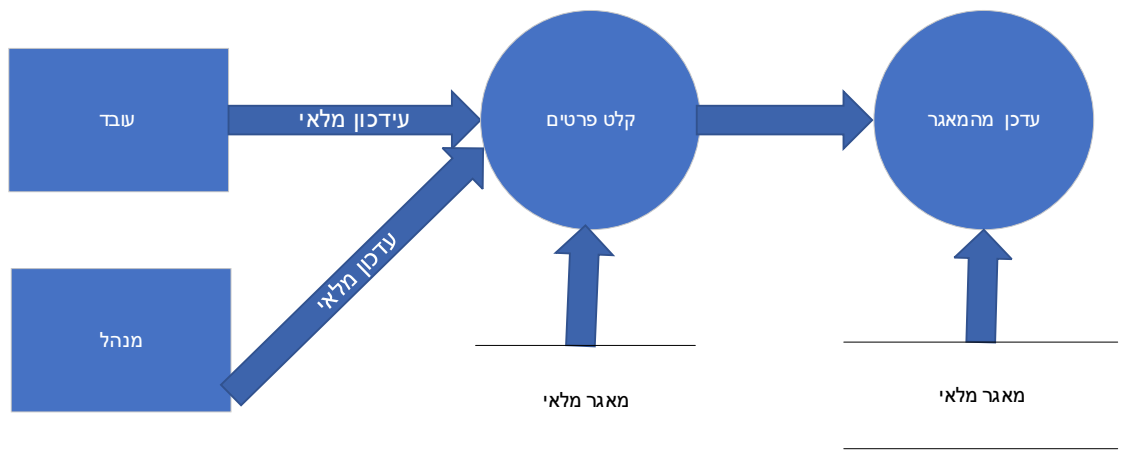 עובד
עידכון מלאי
קלט פרטים
עדכן מהמאגר
עדכון מלאי
מנהל
מאגר מלאי
מאגר מלאי